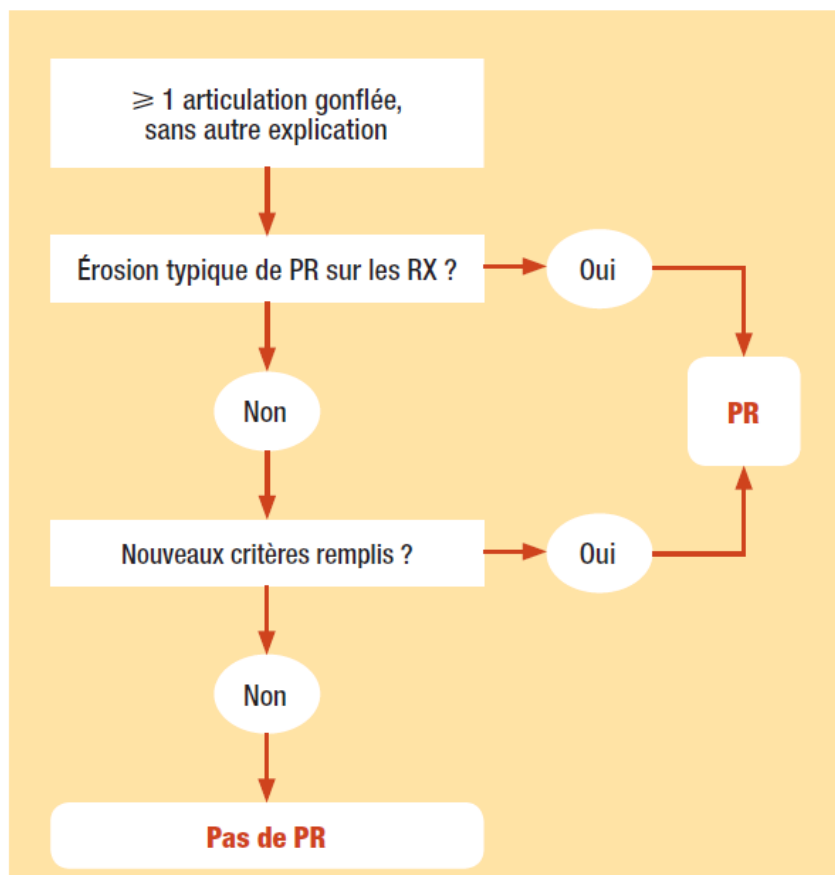 ⩾ 1 articulation gonflée,
sans autre explication
Érosion typique de PR sur les RX ?
Oui
Non
PR
Nouveaux critères remplis ?
Oui
Non
Pas de PR